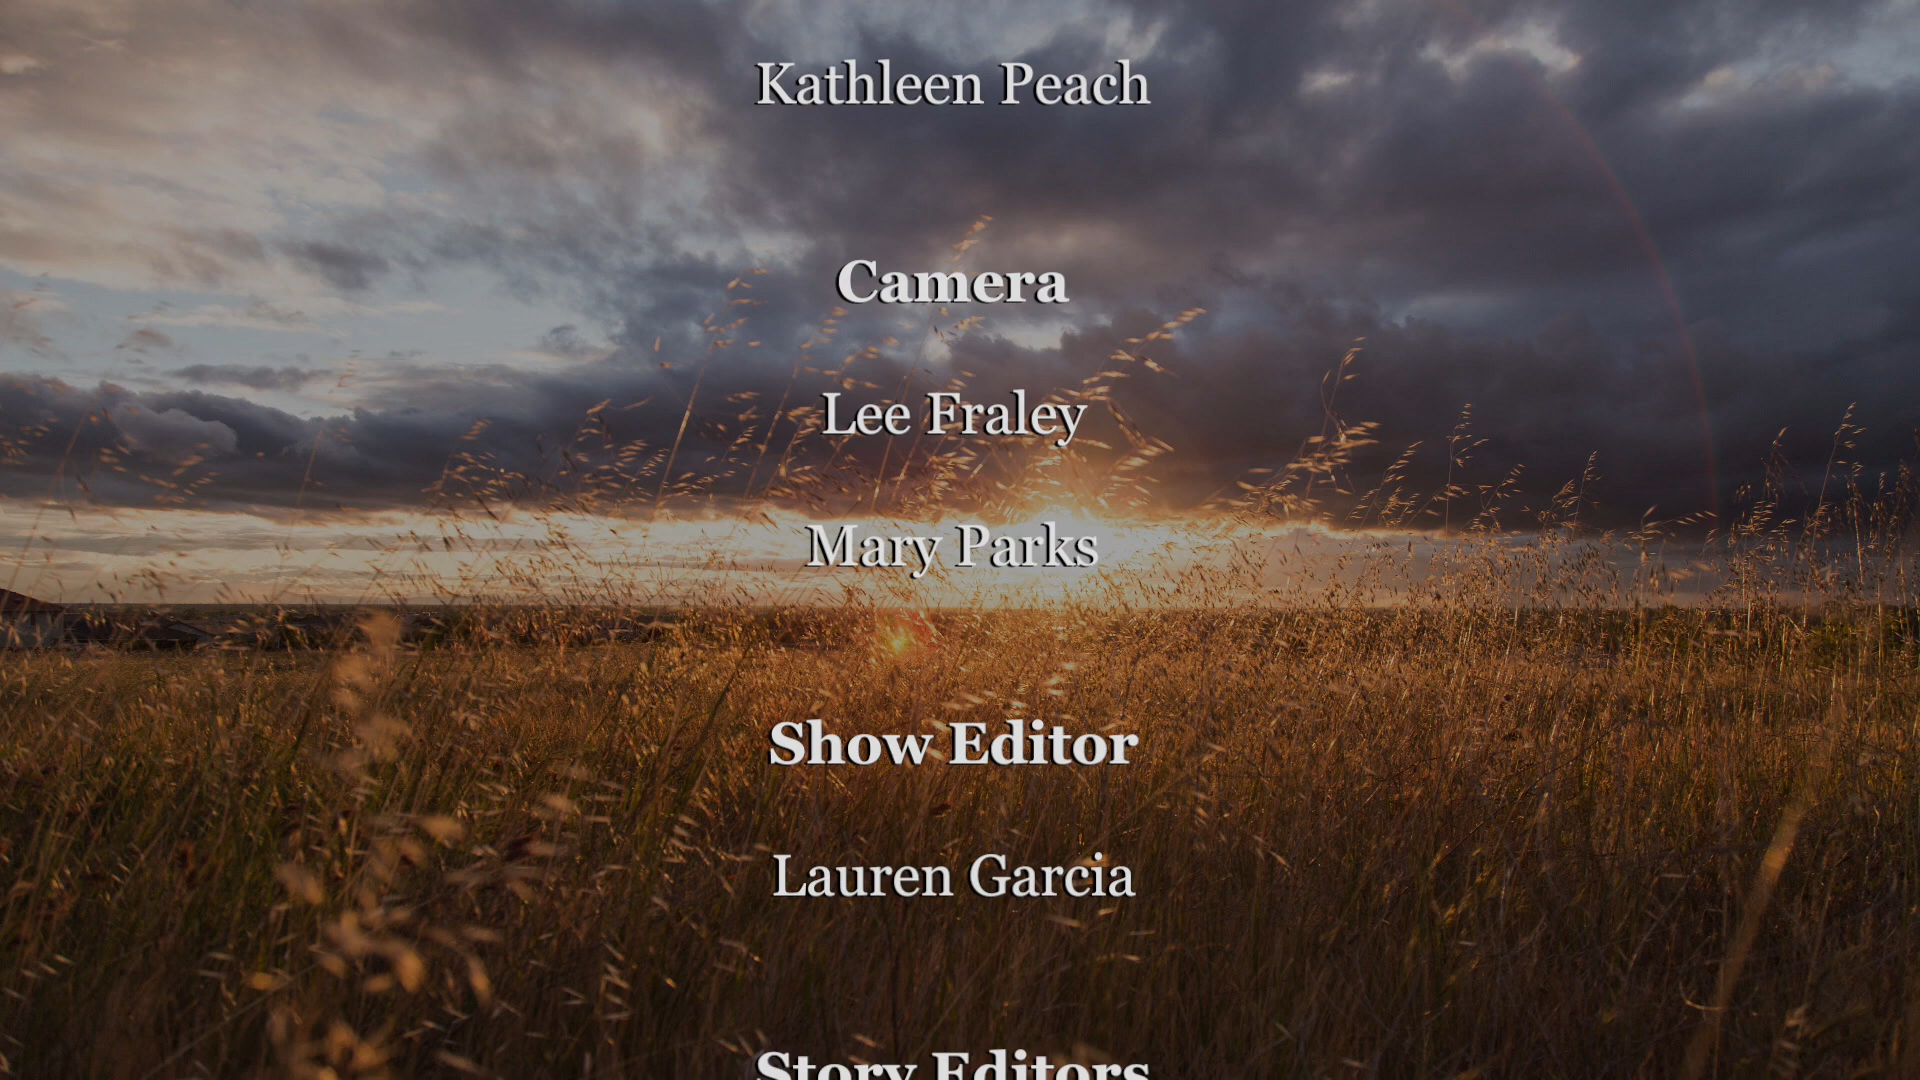 Kathleen Peach
Camera
Lee Fraley
Mary Parks
Show Editor
Lauren Garcia
Story Editors